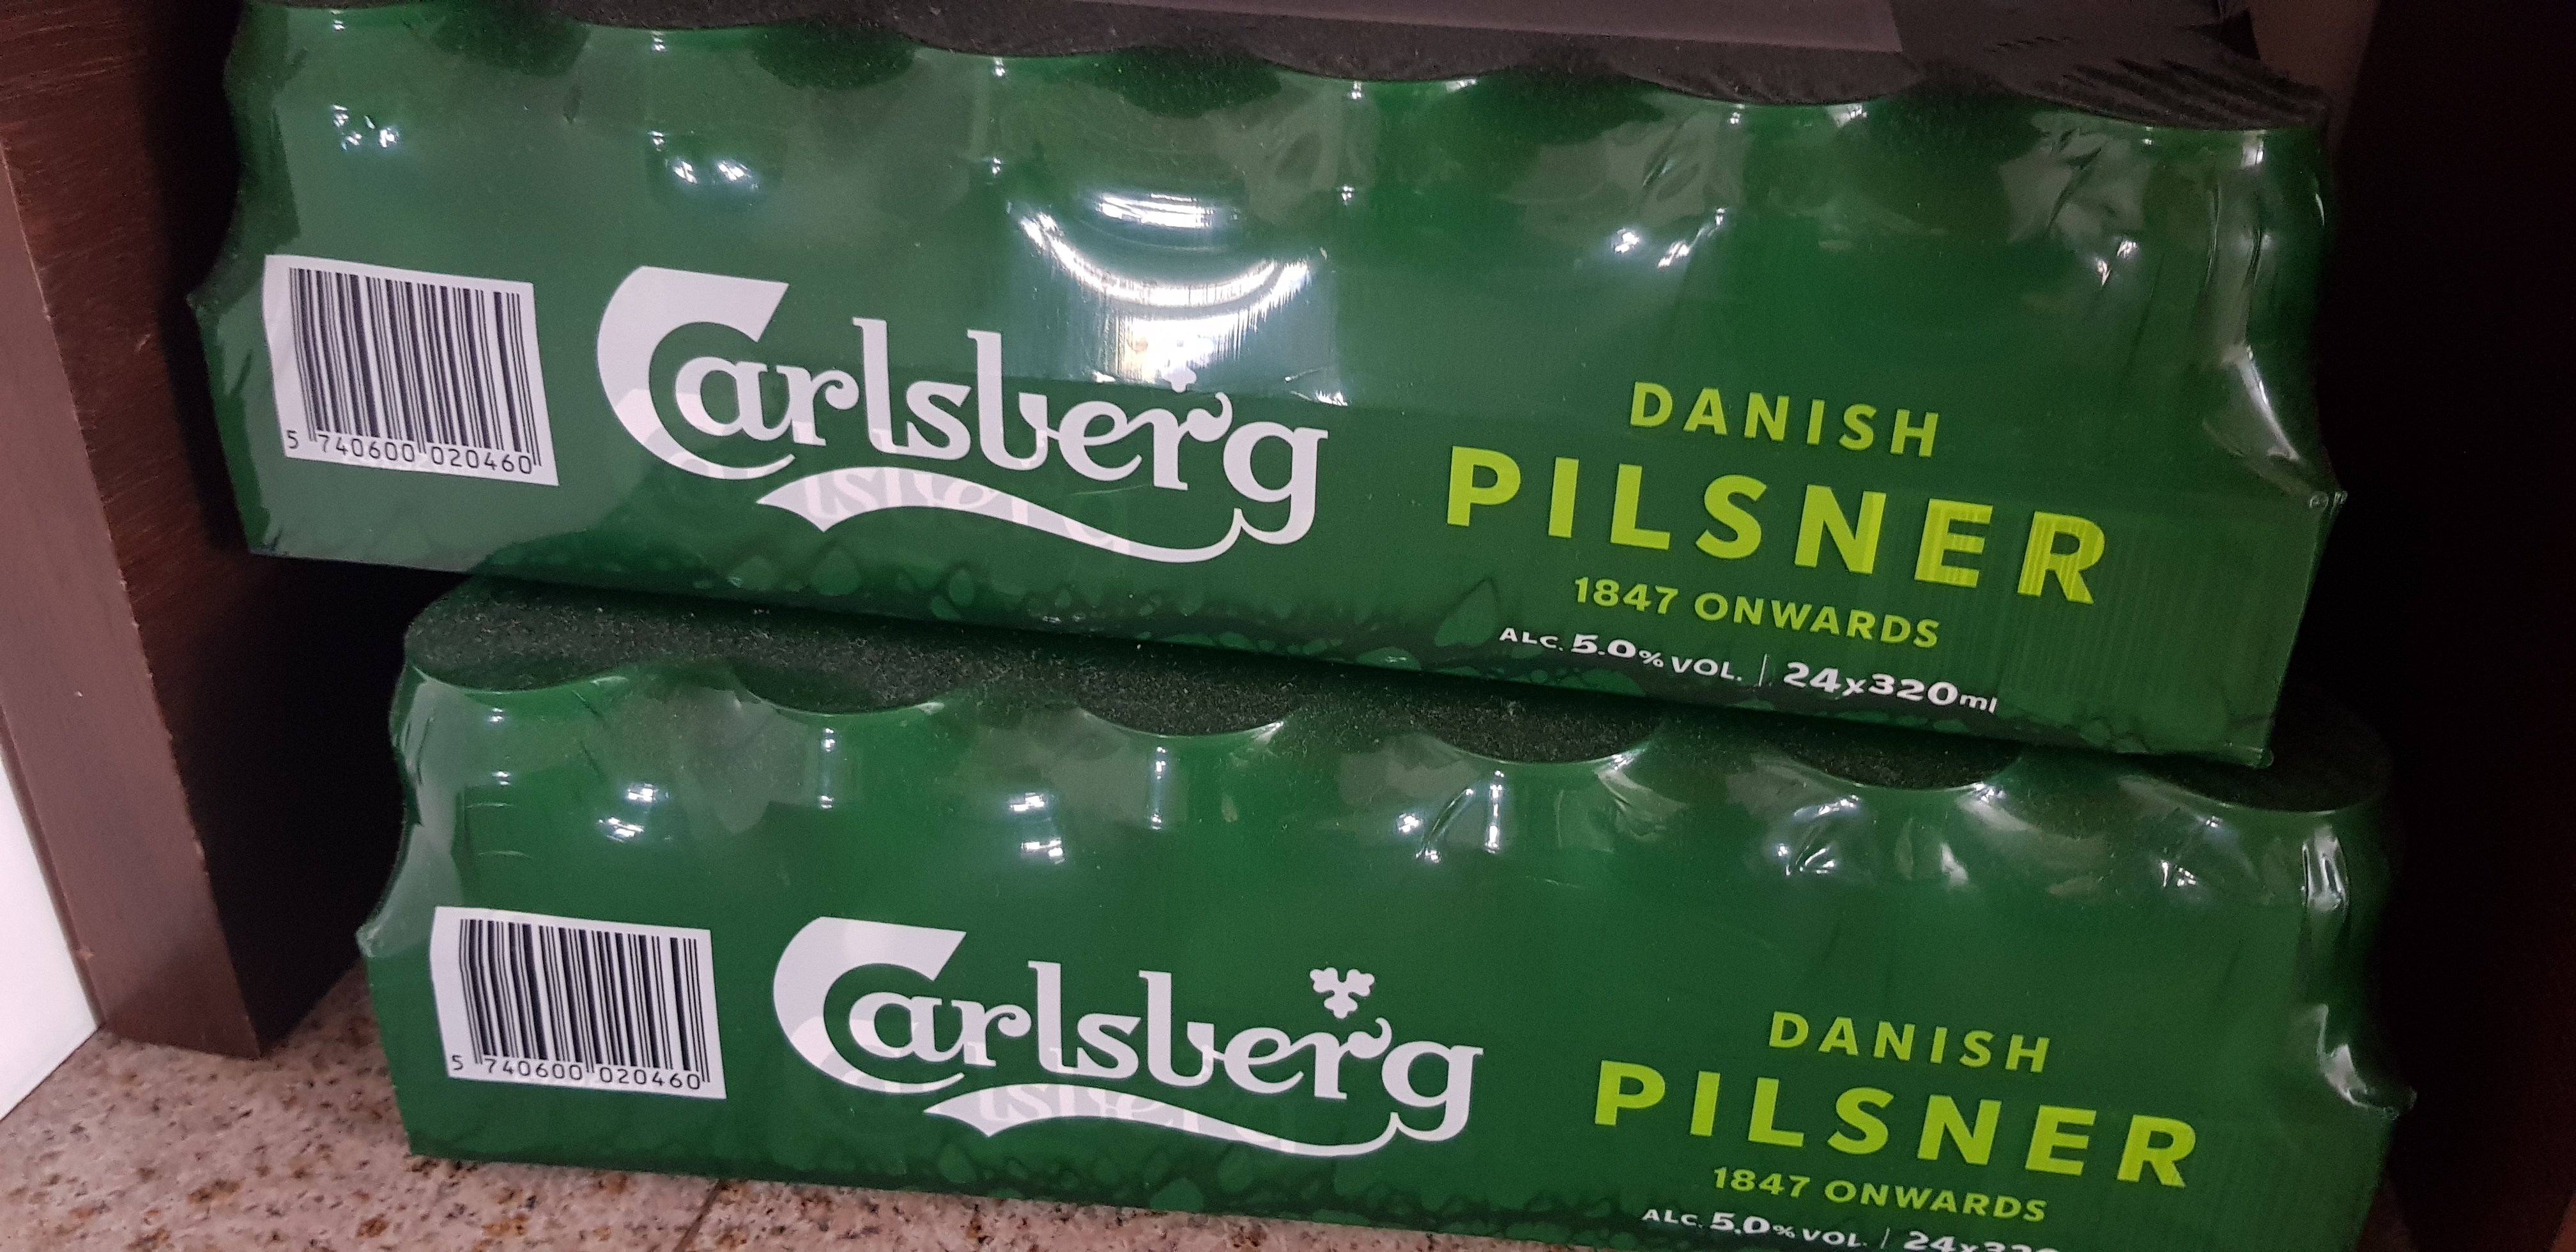 5 740600 020460
Carlsberg
DANISH
PILSNER
1847 ONWARDS
ALC. 5.0% VOL. | 24x320ml
5 740600 020460
Carlsberg
DANISH
PILSNER
1847 ONWARDS
ALC. 5.0% VOL. |